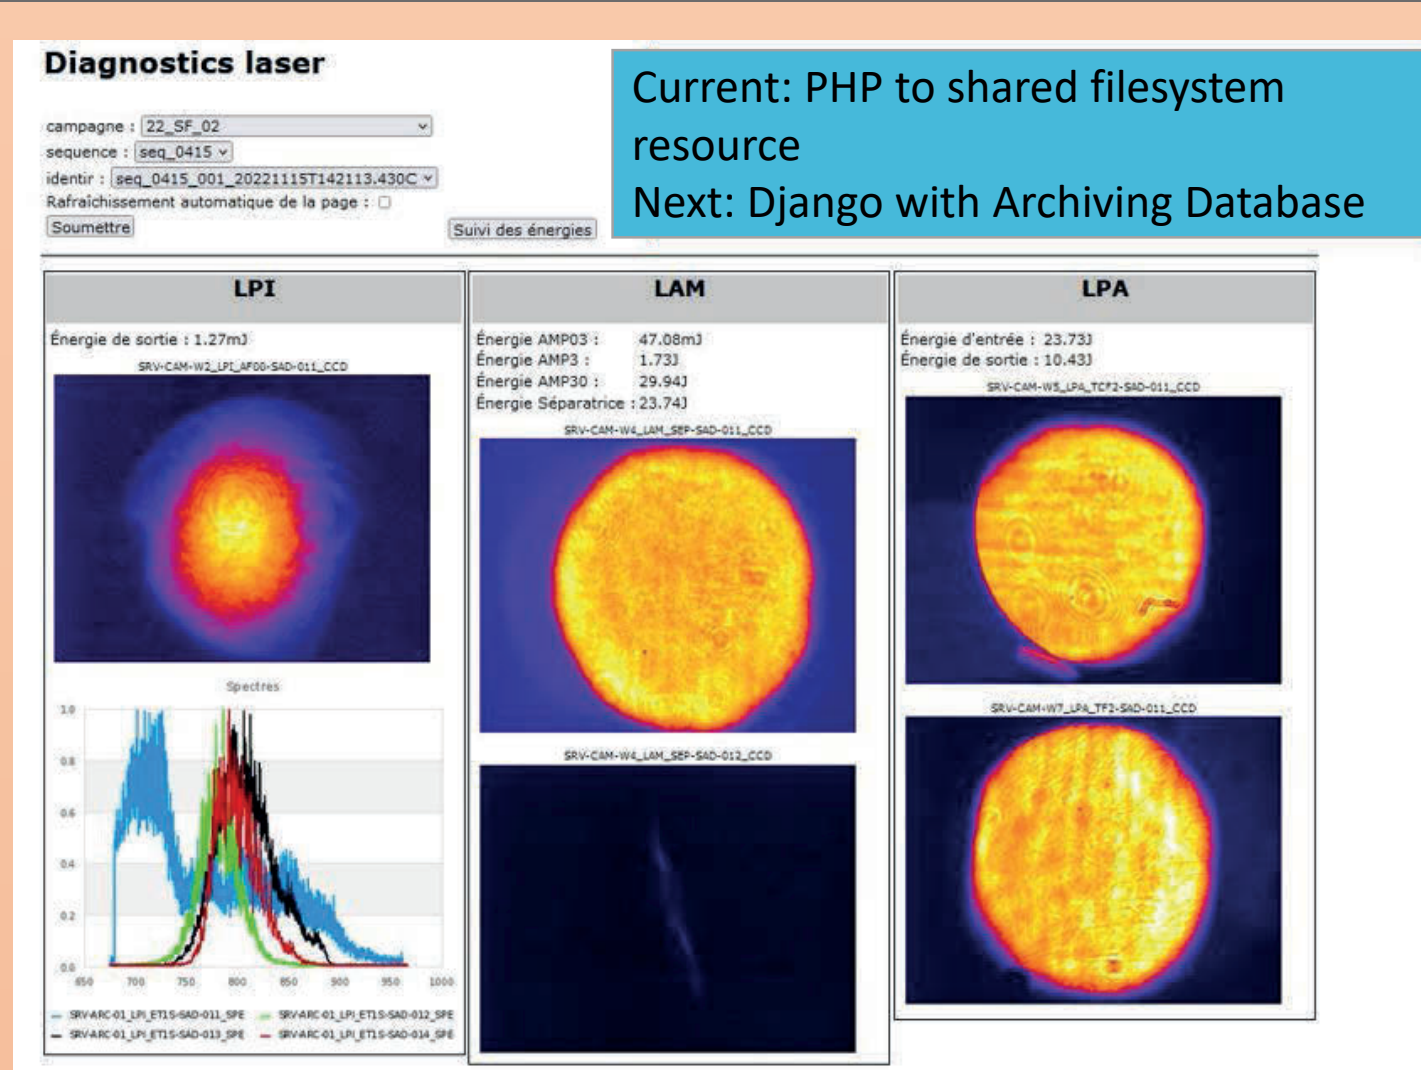 Diagnostics laser
Current: PHP to shared filesystem
resource
Next: Django with Archiving Database
campagne : 22_SF_02
sequence : seq_0415
identir : seq_0415_001_20221115T142113.430C
Rafraîchissement automatique de la page :
Soumettre
Suivi des énergies
LPI
Énergie de sortie : 1.27mJ
SRV-CAM-W2_LPI_AF00-SAD-011_CCD
Spectres
1.0
0.8
0.6
0.4
0.2
0.0
650 700 750 800 850 900 950 1000
SRV-ARC-01_LPI_ET1S-SAD-011_SPE SRV-ARC-01_LPI_ET1S-SAD-012_SPE
SRV-ARC-01_LPI_ET1S-SAD-013_SPE SRV-ARC-01_LPI_ET1S-SAD-014_SPE
LAM
Énergie AMP03 : 47.08mJ
Énergie AMP3 : 1.73J
Énergie AMP30 : 29.94J
Énergie Séparatrice : 23.74J
SRV-CAM-W4_LAM_SEP-SAD-011_CCD
SRV-CAM-W4_LAM_SEP-SAD-012_CCD
LPA
Énergie d'entrée : 23.73J
Énergie de sortie : 10.43J
SRV-CAM-W5_LPA_TCF2-SAD-011_CCD
SRV-CAM-W7_LPA_TF2-SAD-011_CCD